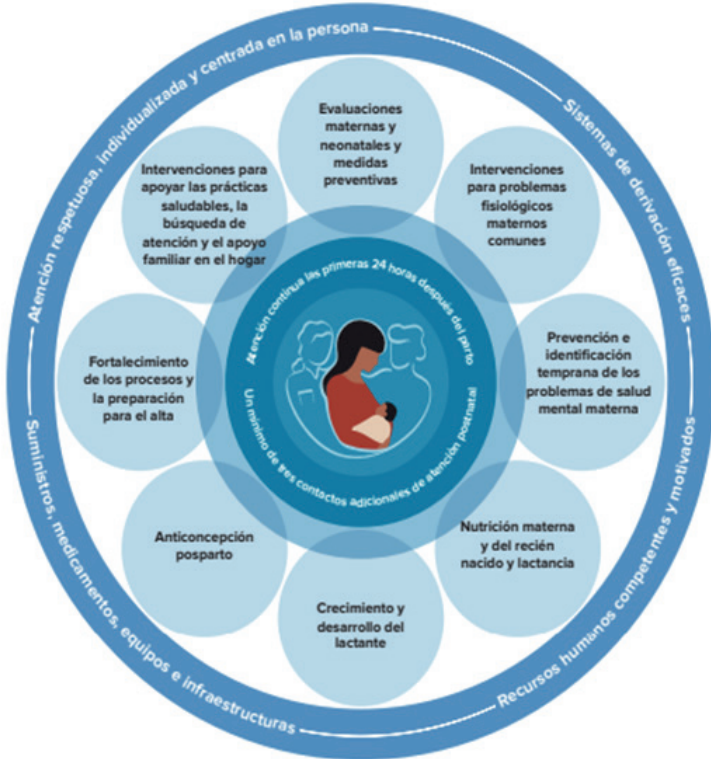 Atención respetuosa, individualizada y centrada en la persona
Sistemas de derivación eficaces
Recursos humanos competentes y motivados
Suministros, medicamentos, equipos e infraestructuras
Evaluaciones
maternas y
neonatales y
medidas
preventivas
Intervenciones
para problemas
fisiológicos
maternos
comunes
Prevención e
identificación
temprana de los
problemas de salud
mental materna
Nutrición materna
y del recién
nacido y lactancia
Crecimiento y
desarrollo del
lactante
Anticoncepción
posparto
Fortalecimiento
de los procesos y
la preparación
para el alta
Intervenciones para
apoyar las prácticas
saludables, la
búsqueda de
atención y el apoyo
familiar en el hogar
Atención continua las primeras 24 horas después del parto
Un mínimo de tres contactos adicionales de atención postnatal